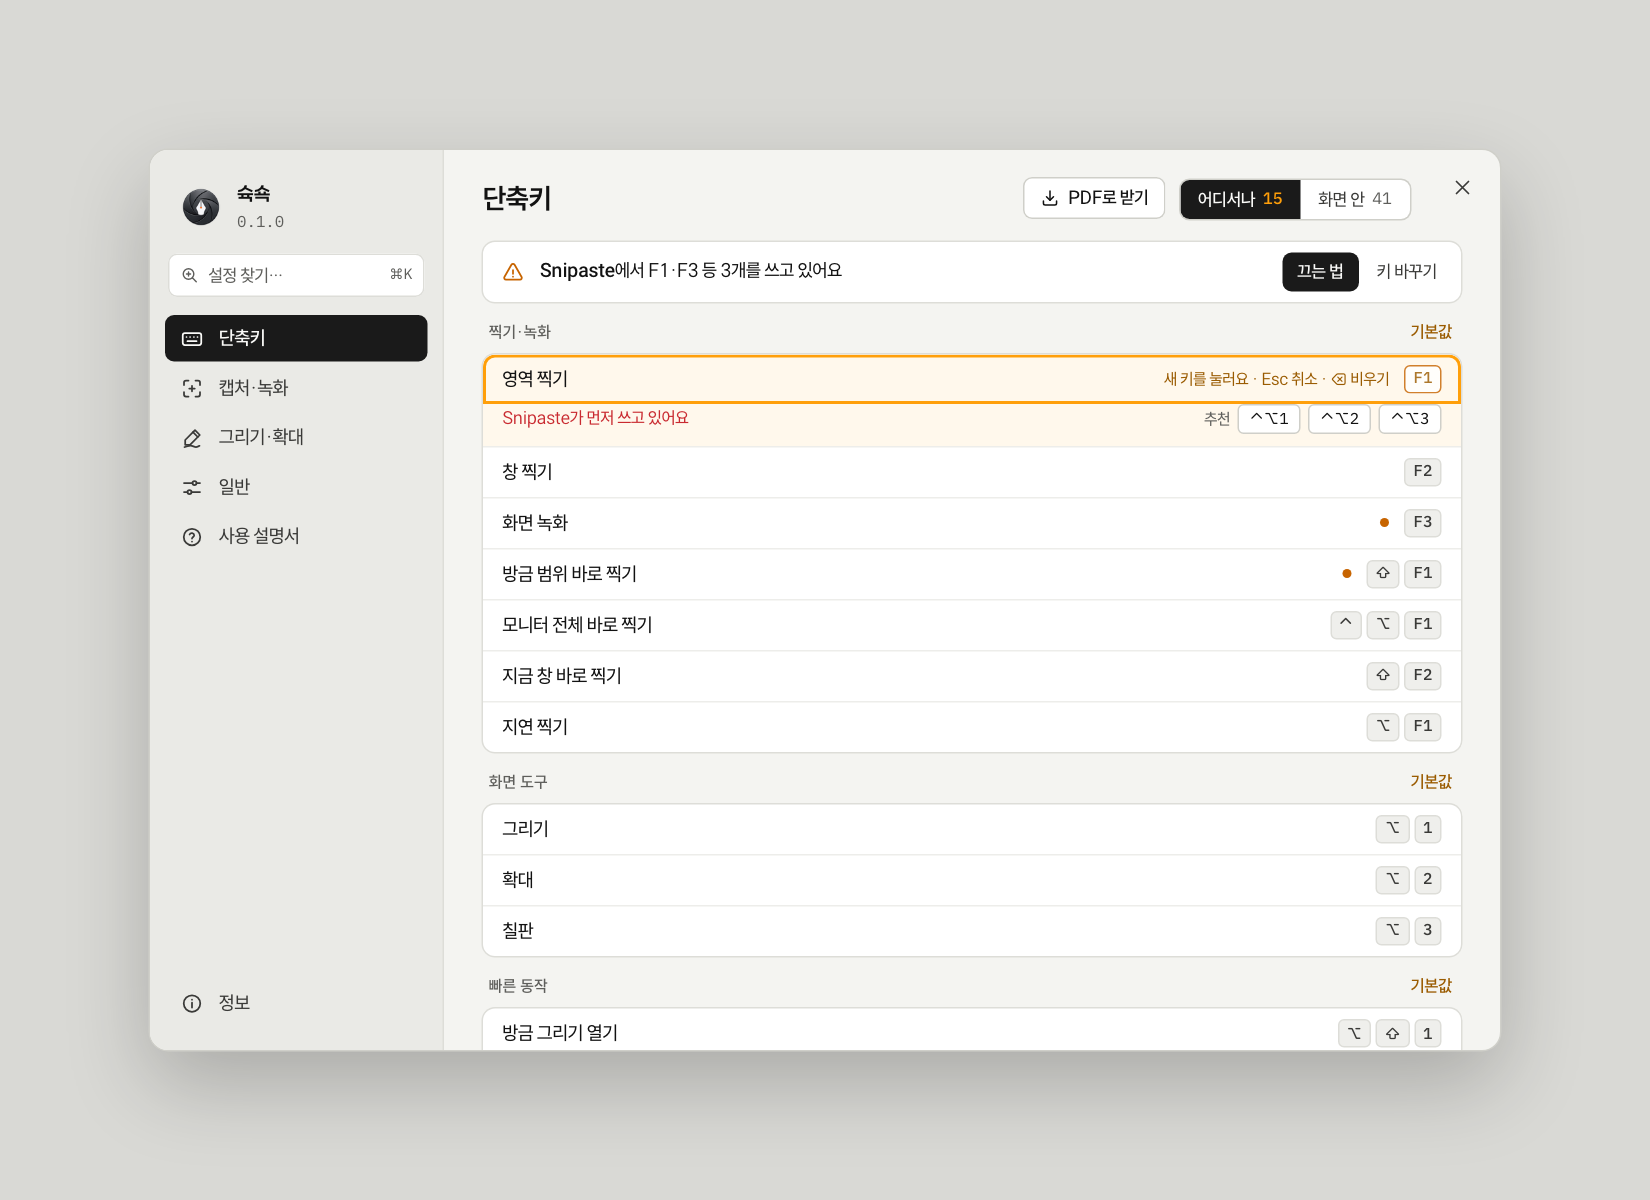 슉쇽
0.1.0
설정 찾기…
⌘K
단축키
캡처·녹화
그리기·확대
일반
사용 설명서
정보
단축키
PDF로 받기
어디서나 15
화면 안 41
Snipaste에서 F1·F3 등 3개를 쓰고 있어요
끄는 법
키 바꾸기
찍기·녹화
기본값
영역 찍기
새 키를 눌러요 · Esc 취소 · ⌫ 비우기
F1
Snipaste가 먼저 쓰고 있어요
추천 ⌃⌥1 ⌃⌥2 ⌃⌥3
창 찍기
F2
화면 녹화
F3
방금 범위 바로 찍기
⇧ F1
모니터 전체 바로 찍기
⌃ ⌥ F1
지금 창 바로 찍기
⇧ F2
지연 찍기
⌥ F1
화면 도구
기본값
그리기
⌥ 1
확대
⌥ 2
칠판
⌥ 3
빠른 동작
기본값
방금 그리기 열기
⌥ ⇧ 1